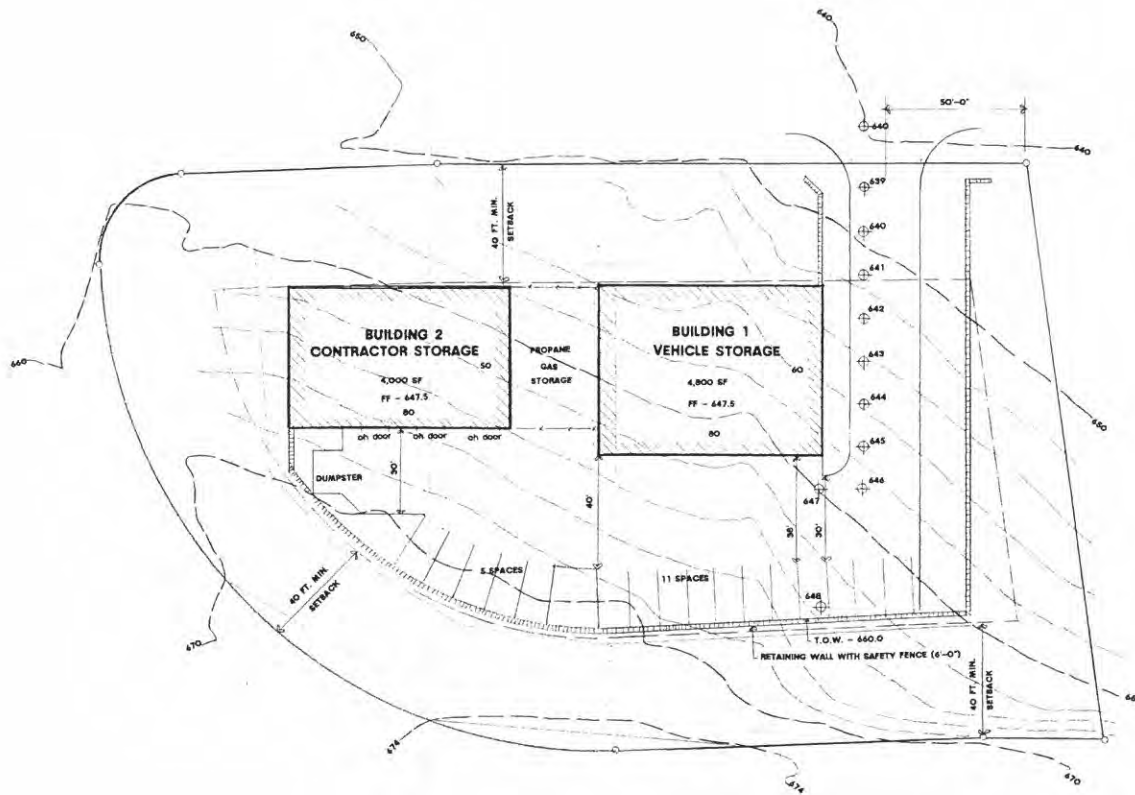 640
650
50'-0"
640
640
639
640
641
642
643
644
645
646
647
648
40 FT. MIN.
SETBACK
BUILDING 2
CONTRACTOR STORAGE
50
4,000 SF
FF - 647.5
80
oh door
oh door
oh door
PROPANE
GAS
STORAGE
BUILDING 1
VEHICLE STORAGE
60
4,800 SF
FF - 647.5
80
660
650
DUMPSTER
30'
40'
38'
30'
5 SPACES
11 SPACES
40 FT. MIN.
SETBACK
T.O.W. - 660.0
RETAINING WALL WITH SAFETY FENCE (6'-0")
40 FT. MIN.
SETBACK
670
66
674
674
670